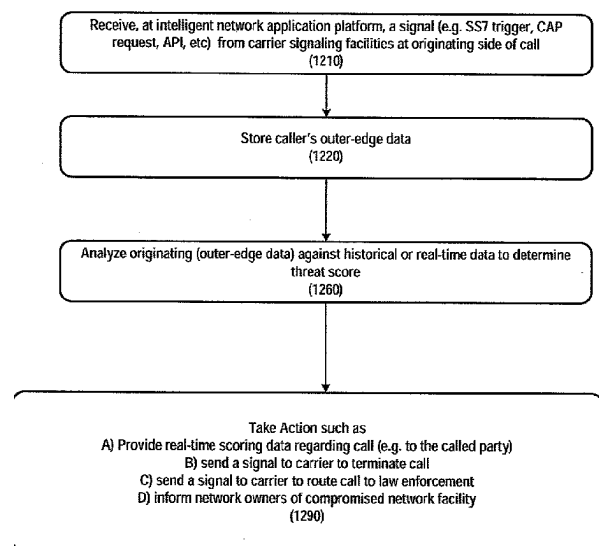 Receive, at intelligent network application platform, a signal (e.g. SS7 trigger, CAP
request, API, etc) from carrier signaling facilities at originating side of call
(1210)
Store caller's outer-edge data
(1220)
Analyze originating (outer-edge data) against historical or real-time data to determine
threat score
(1260)
Take Action such as
A) Provide real-time scoring data regarding call (e.g. to the called party)
B) send a signal to carrier to terminate call
C) send a signal to carrier to route call to law enforcement
D) inform network owners of compromised network facility
(1290)